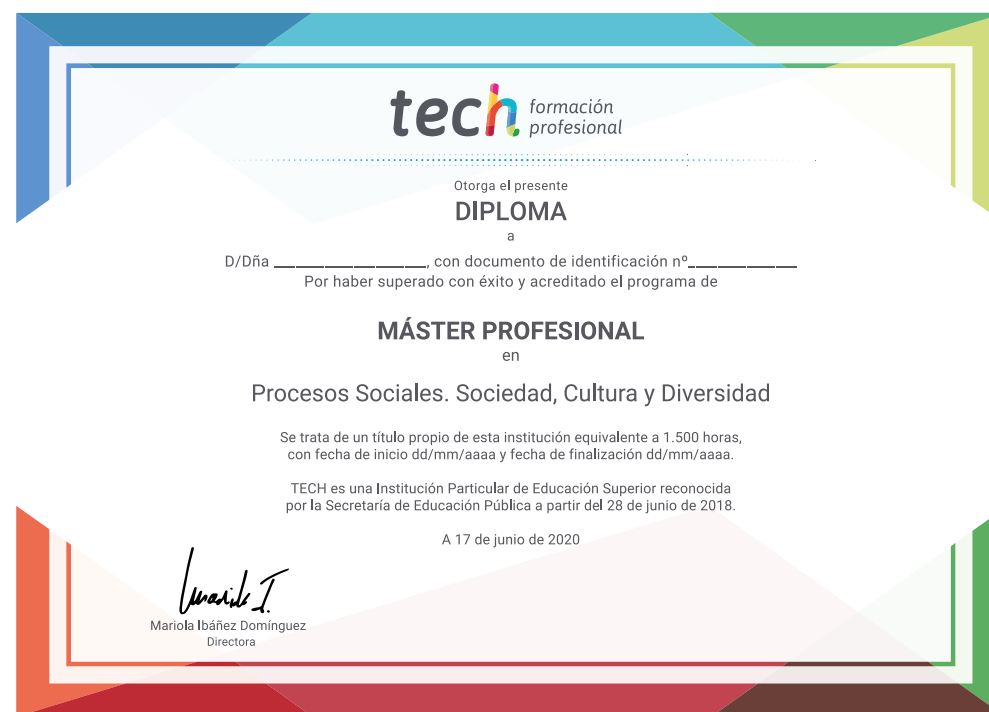 tech formación
profesional
Otorga el presente
DIPLOMA
a
D/Dña ______________, con documento de identificación nº__________
Por haber superado con éxito y acreditado el programa de
MÁSTER PROFESIONAL
en
Procesos Sociales. Sociedad, Cultura y Diversidad
Se trata de un título propio de esta institución equivalente a 1.500 horas,
con fecha de inicio dd/mm/aaaa y fecha de finalización dd/mm/aaaa.
TECH es una Institución Particular de Educación Superior reconocida
por la Secretaría de Educación Pública a partir del 28 de junio de 2018.
A 17 de junio de 2020
Mariola Ibáñez Domínguez
Directora